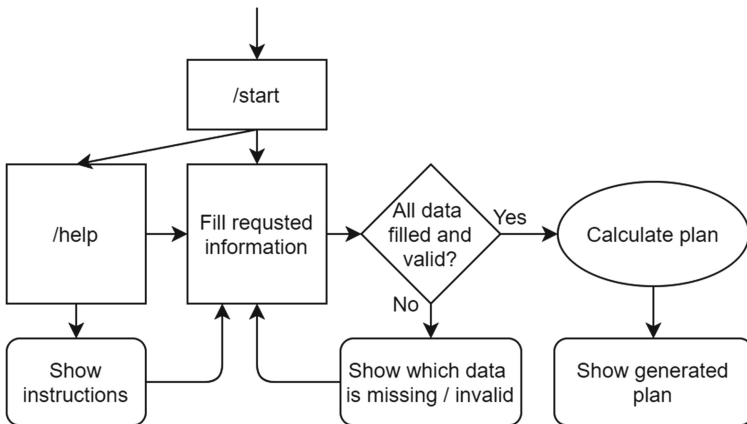 /start
/help
Fill requsted
information
All data
filled and
valid?
Yes
Calculate plan
No
Show
instructions
Show which data
is missing / invalid
Show generated
plan